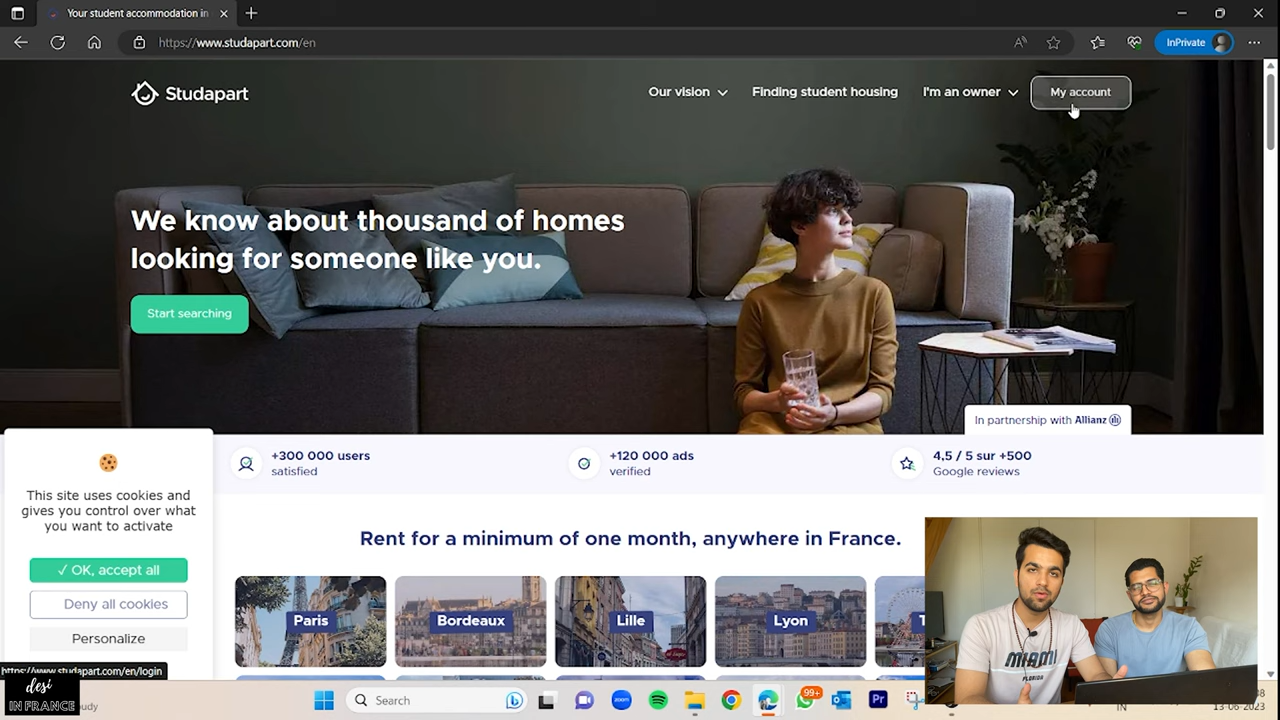 Your student accommodation in
https://www.studapart.com/en
InPrivate
Studapart
Our vision
Finding student housing
I'm an owner
My account
We know about thousand of homes
looking for someone like you.
Start searching
In partnership with Allianz
+300 000 users
satisfied
+120 000 ads
verified
4,5 / 5 sur +500
Google reviews
This site uses cookies and
gives you control over what
you want to activate
✓ OK, accept all
Deny all cookies
Personalize
Rent for a minimum of one month, anywhere in France.
Paris
Bordeaux
Lille
Lyon
https://www.studapart.com/en/login
desi
IN FRANCE
Search
zoom
99+
Pr
MIAMI
FLORIDA
IN
13-06-2023